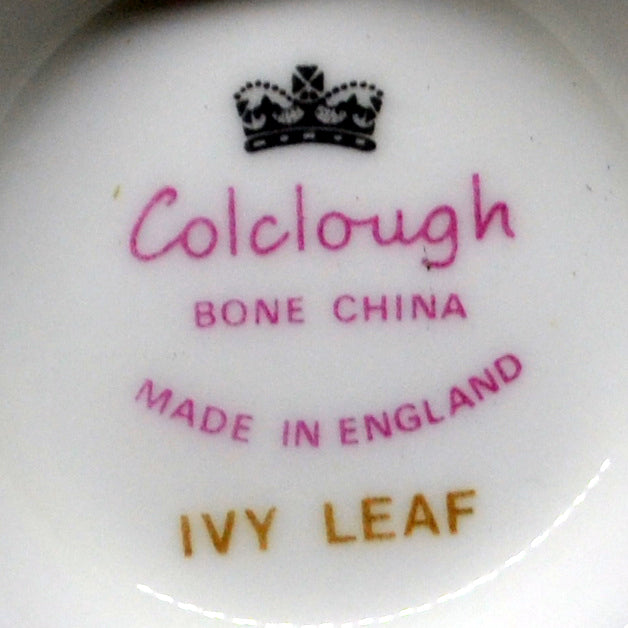 Colclough
BONE CHINA
MADE IN ENGLAND
IVY LEAF